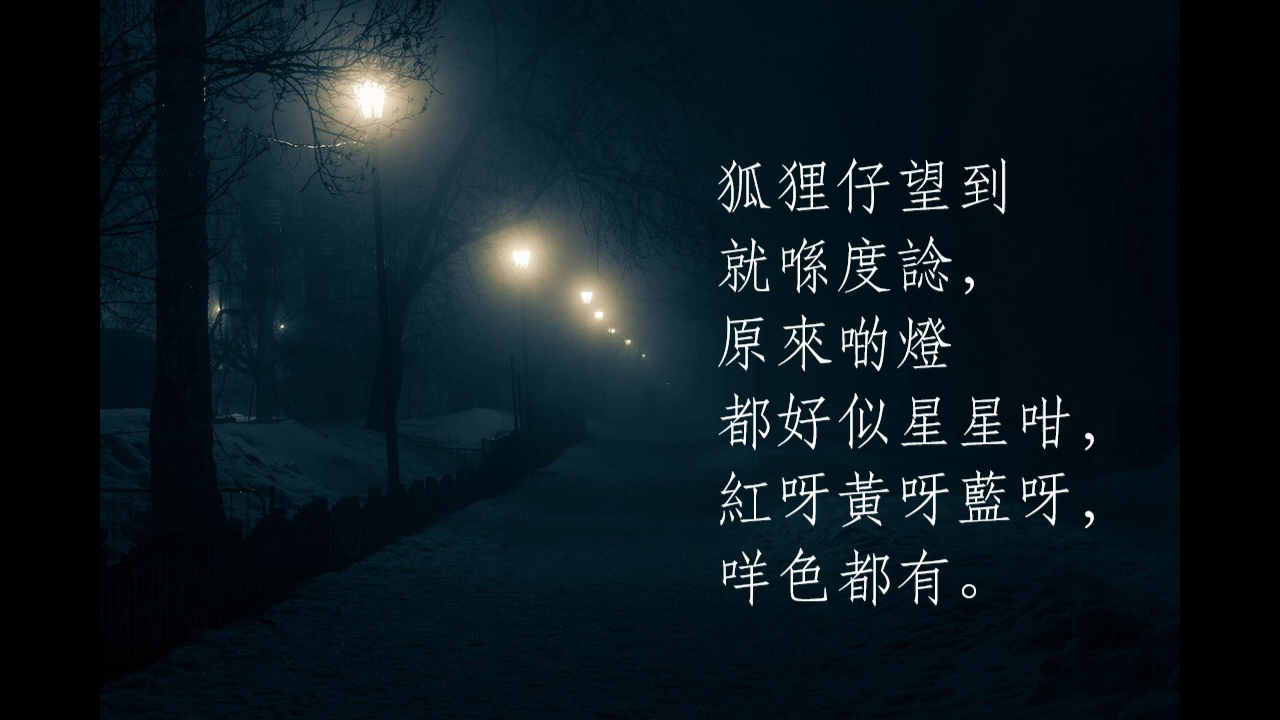 狐狸仔望到
就喺度諗，
原來啲燈
都好似星星咁，
紅呀黃呀藍呀，
咩色都有。